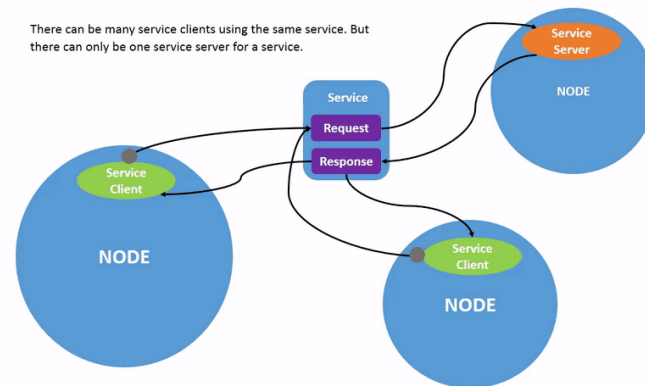 There can be many service clients using the same service. But
there can only be one service server for a service.
Service
Server
NODE
Service
Request
Response
Service
Client
NODE
Service
Client
NODE